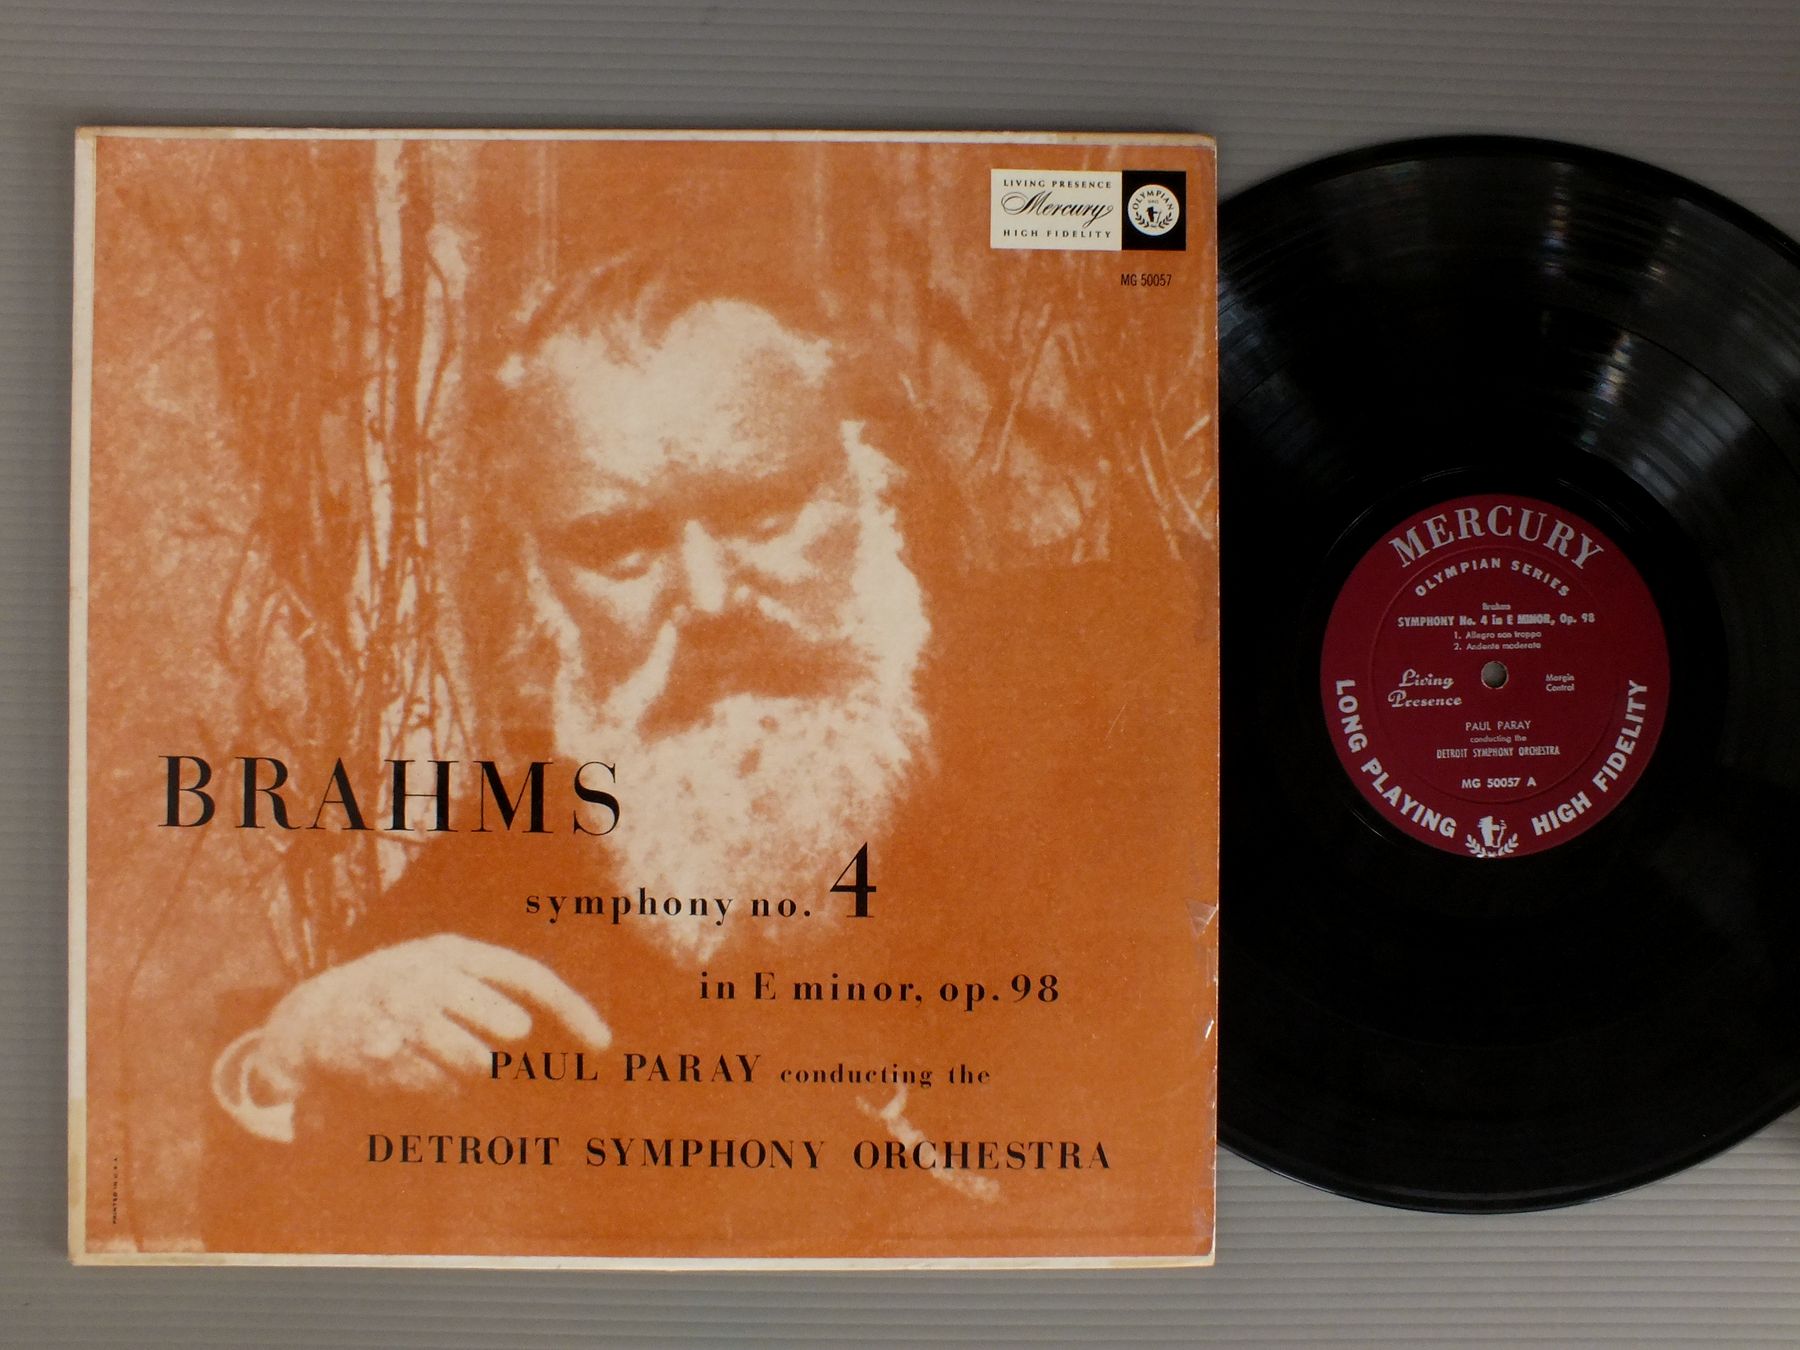 LIVING PRESENCE
Mercury
HIGH FIDELITY
OLYMPIAN
MG 50057
BRAHMS
symphony no. 4
in E minor, op. 98
PAUL PARAY conducting the
DETROIT SYMPHONY ORCHESTRA
PRINTED IN U.S.A.
MERCURY
OLYMPIAN SERIES
Brahms
SYMPHONY No. 4 in E MINOR, Op. 98
1. Allegro non troppo
2. Andante moderato
Living
Presence
Margin
Control
PAUL PARAY
conducting the
DETROIT SYMPHONY ORCHESTRA
MG 50057 A
LONG PLAYING
HIGH FIDELITY